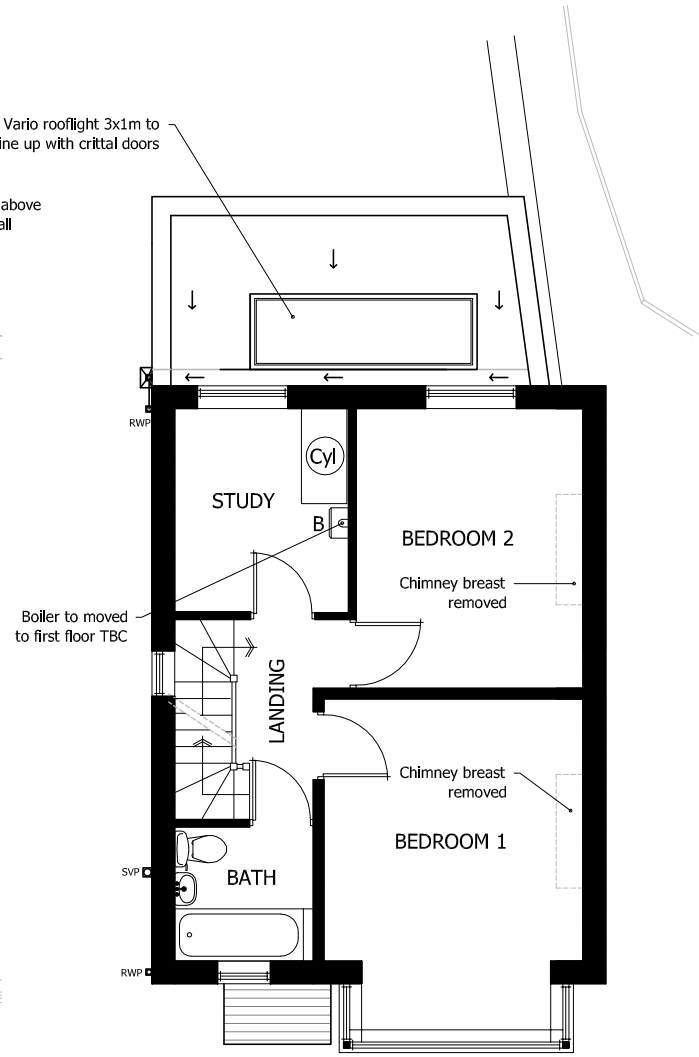 Vario rooflight 3x1m to
line up with crittal doors
above
RWP
Cyl
STUDY
B
BEDROOM 2
Chimney breast
removed
Boiler to moved
to first floor TBC
LANDING
Chimney breast
removed
BEDROOM 1
SVP
BATH
RWP